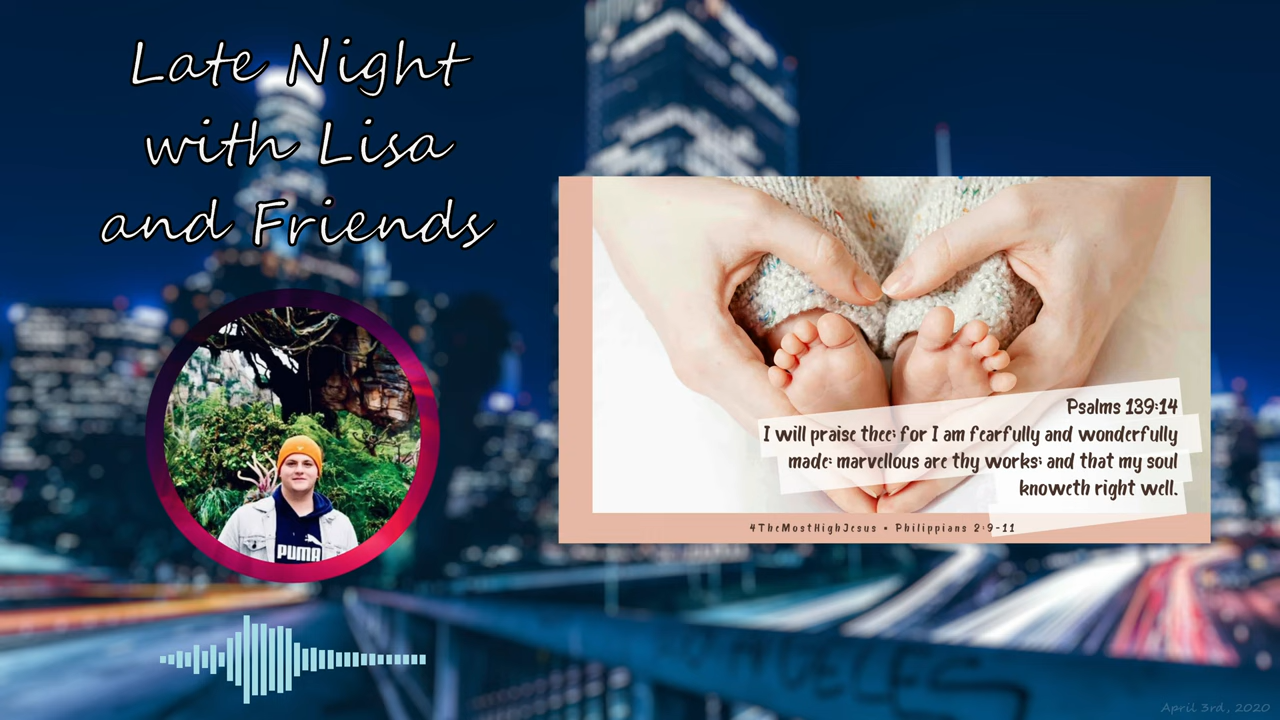 Late Night
with Lisa
and Friends
PUMA
Psalms 139:14
I will praise thee; for I am fearfully and wonderfully
made: marvellous are thy works; and that my soul
knoweth right well.
4TheMostHighJesus • Philippians 2:9-11
April 3rd, 2020